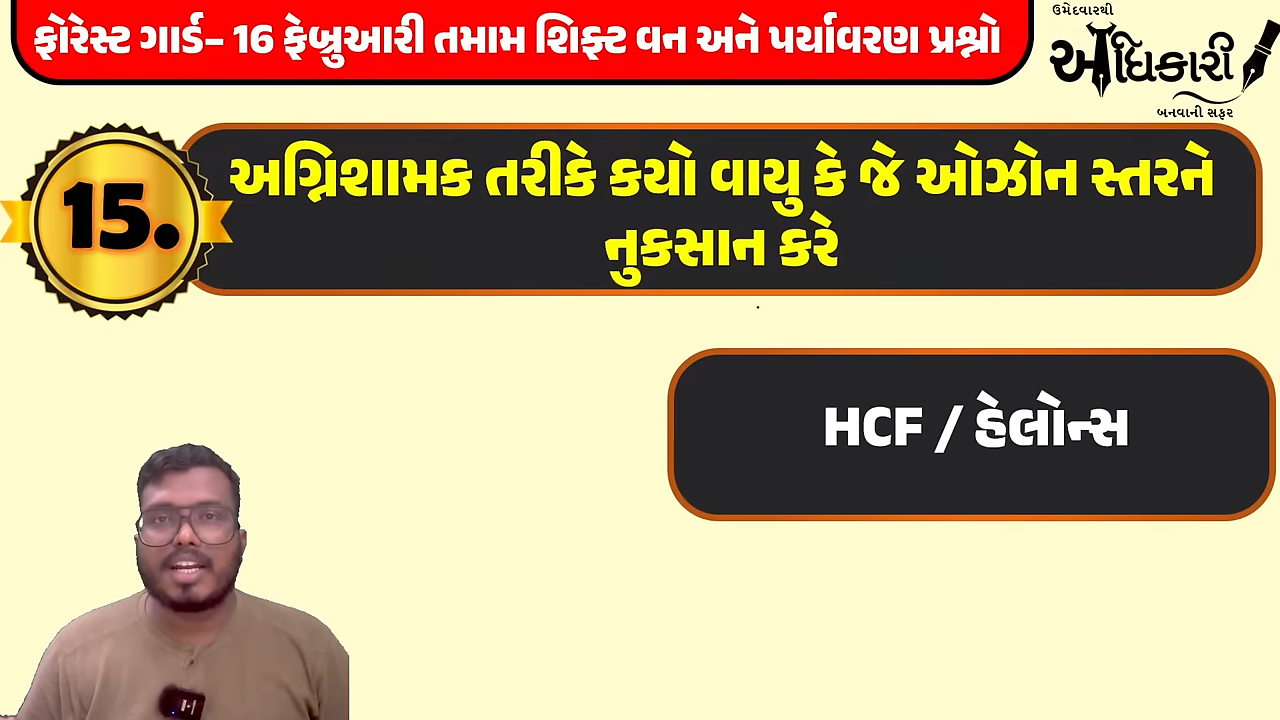 ફોરેસ્ટ ગાર્ડ– 16 ફેબ્રુઆરી તમામ શિફ્ટ વન અને પર્યાવરણ પ્રશ્નો
ઉમેદવારથી
અધિકારી
બનવાની સફર
15.
અગ્નિશામક તરીકે કયો વાયુ કે જે ઓઝોન સ્તરને
નુકસાન કરે
HCF / હેલોન્સ